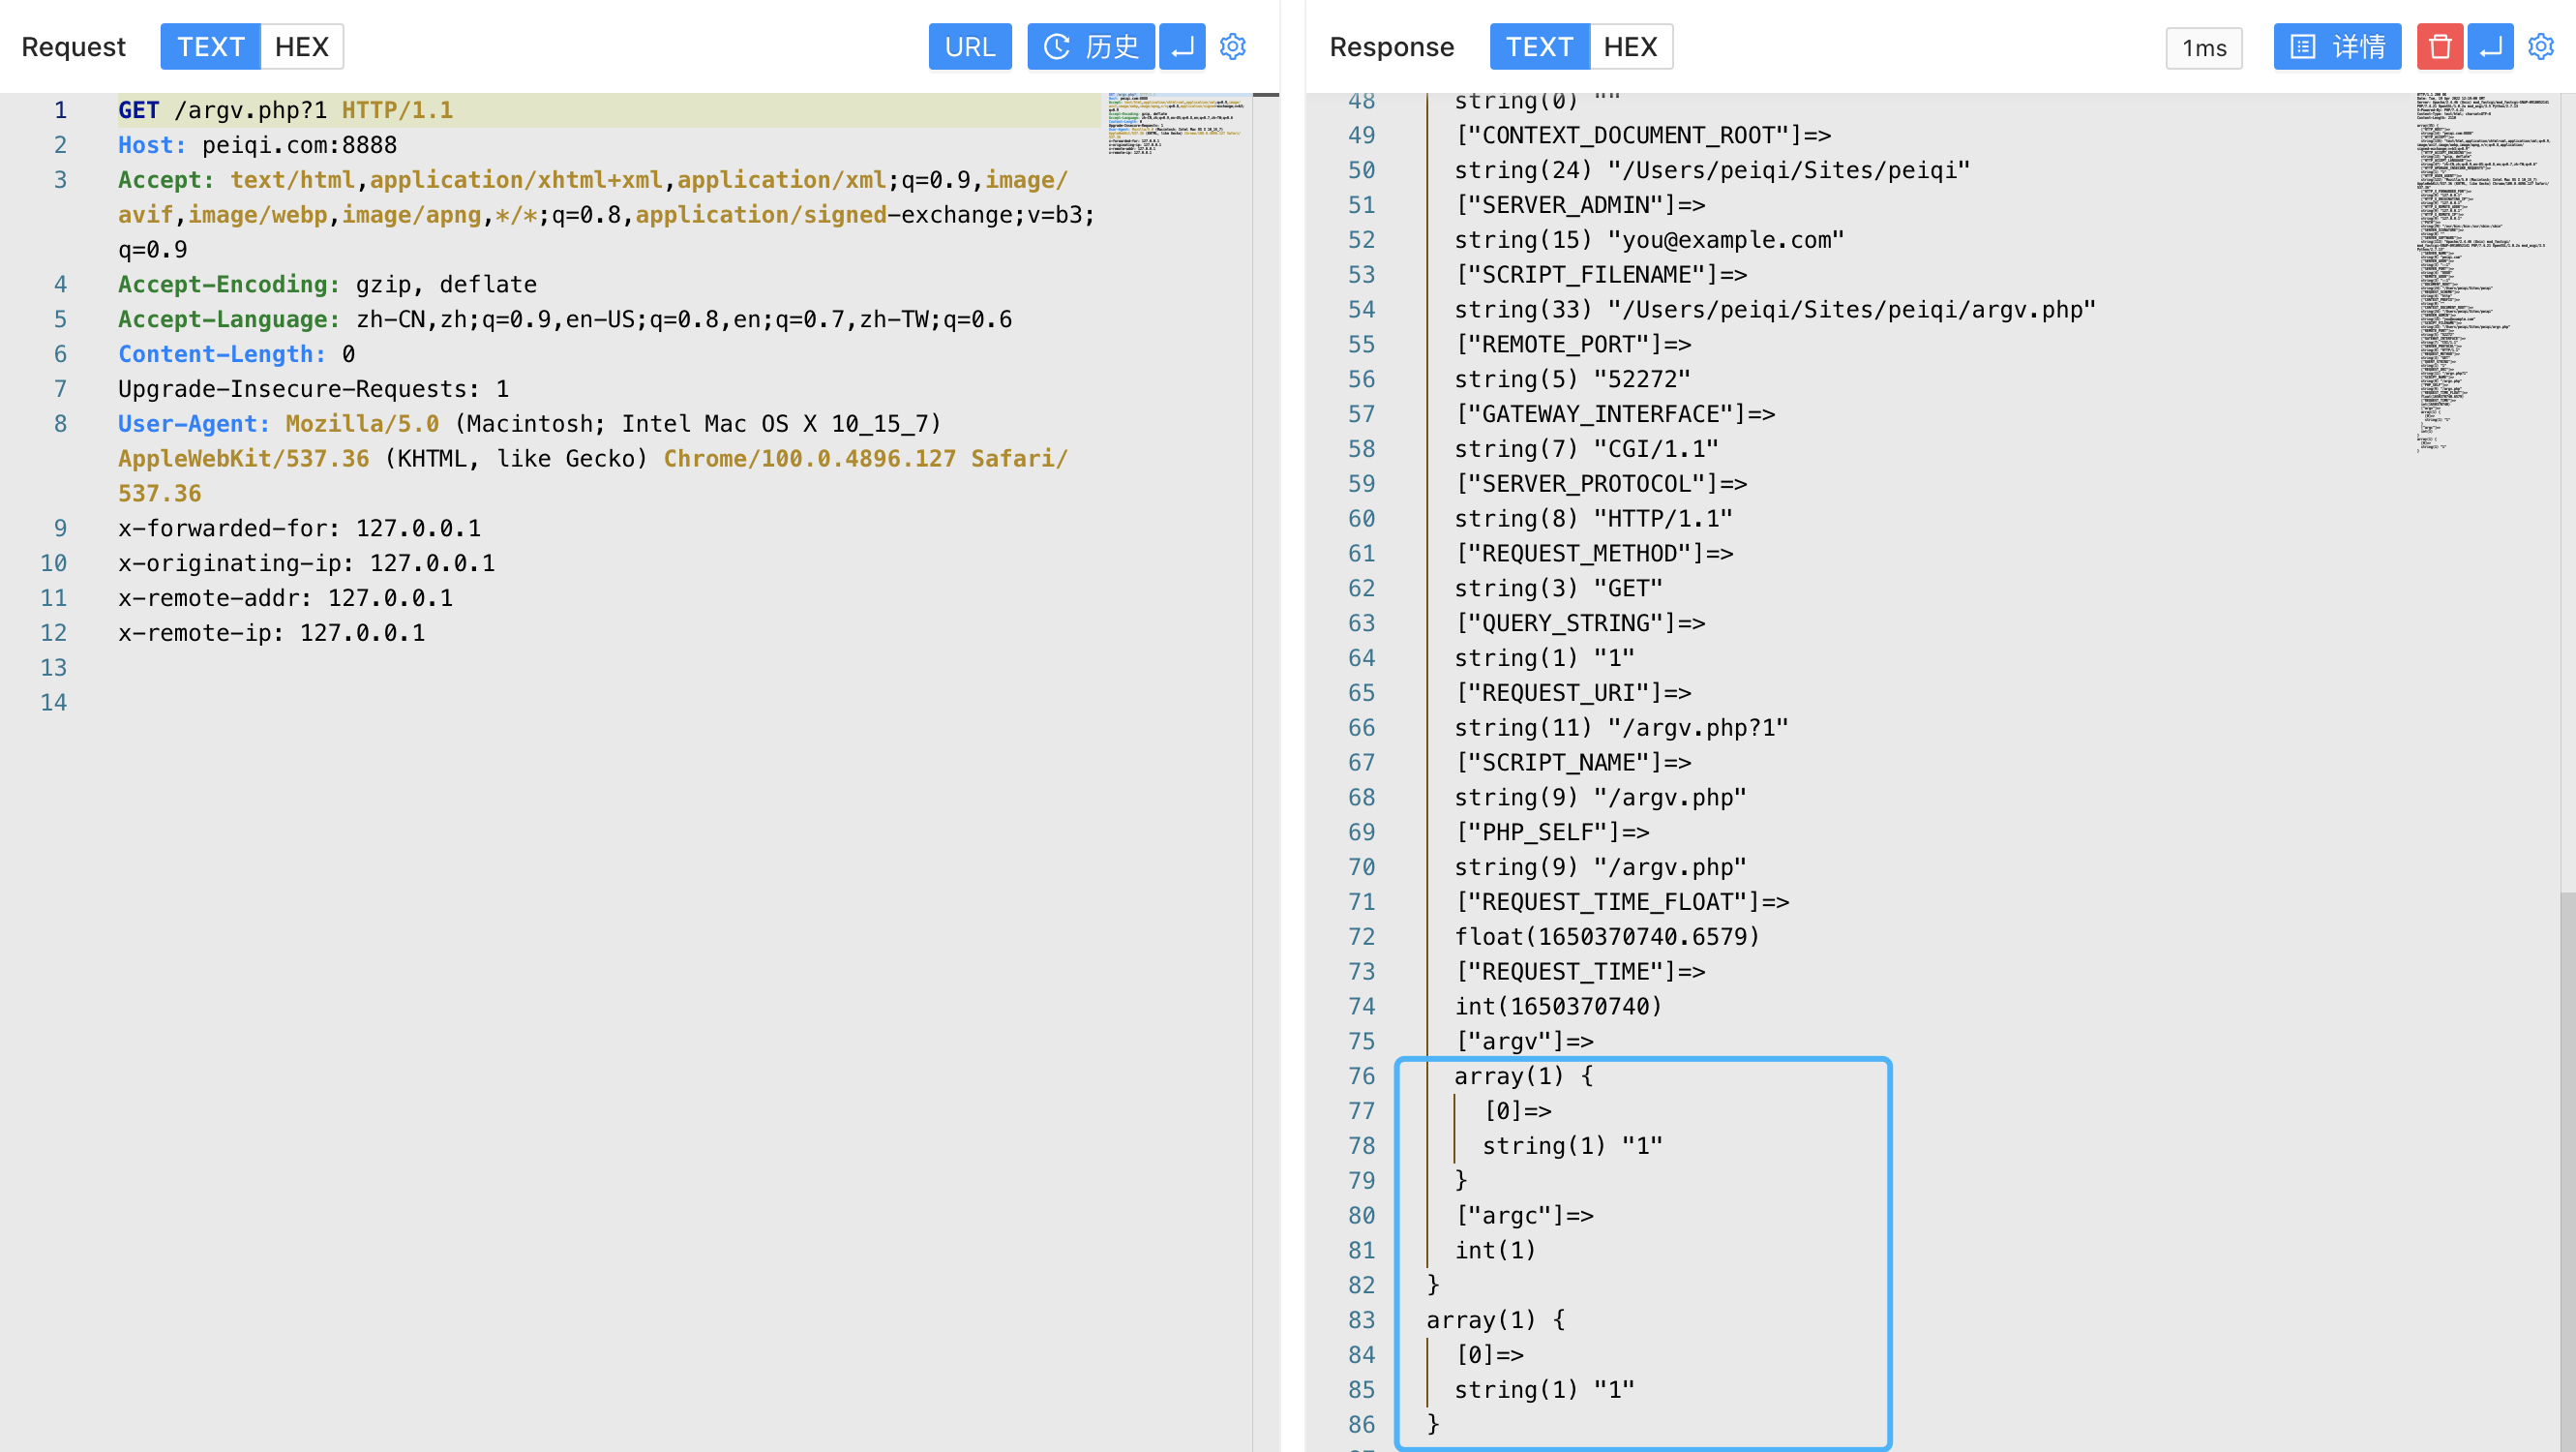 Request TEXT HEX URL 历史
1 GET /argv.php?1 HTTP/1.1
2 Host: peiqi.com:8888
3 Accept: text/html,application/xhtml+xml,application/xml;q=0.9,image/
avif,image/webp,image/apng,*/*;q=0.8,application/signed-exchange;v=b3;
q=0.9
4 Accept-Encoding: gzip, deflate
5 Accept-Language: zh-CN,zh;q=0.9,en-US;q=0.8,en;q=0.7,zh-TW;q=0.6
6 Content-Length: 0
7 Upgrade-Insecure-Requests: 1
8 User-Agent: Mozilla/5.0 (Macintosh; Intel Mac OS X 10_15_7)
AppleWebKit/537.36 (KHTML, like Gecko) Chrome/100.0.4896.127 Safari/
537.36
9 x-forwarded-for: 127.0.0.1
10 x-originating-ip: 127.0.0.1
11 x-remote-addr: 127.0.0.1
12 x-remote-ip: 127.0.0.1
13
14
Response TEXT HEX 1ms 详情
48 string(0) ""
49 ["CONTEXT_DOCUMENT_ROOT"]=>
50 string(24) "/Users/peiqi/Sites/peiqi"
51 ["SERVER_ADMIN"]=>
52 string(15) "you@example.com"
53 ["SCRIPT_FILENAME"]=>
54 string(33) "/Users/peiqi/Sites/peiqi/argv.php"
55 ["REMOTE_PORT"]=>
56 string(5) "52272"
57 ["GATEWAY_INTERFACE"]=>
58 string(7) "CGI/1.1"
59 ["SERVER_PROTOCOL"]=>
60 string(8) "HTTP/1.1"
61 ["REQUEST_METHOD"]=>
62 string(3) "GET"
63 ["QUERY_STRING"]=>
64 string(1) "1"
65 ["REQUEST_URI"]=>
66 string(11) "/argv.php?1"
67 ["SCRIPT_NAME"]=>
68 string(9) "/argv.php"
69 ["PHP_SELF"]=>
70 string(9) "/argv.php"
71 ["REQUEST_TIME_FLOAT"]=>
72 float(1650370740.6579)
73 ["REQUEST_TIME"]=>
74 int(1650370740)
75 ["argv"]=>
76 array(1) {
77 [0]=>
78 string(1) "1"
79 }
80 ["argc"]=>
81 int(1)
82 }
83 array(1) {
84 [0]=>
85 string(1) "1"
86 }